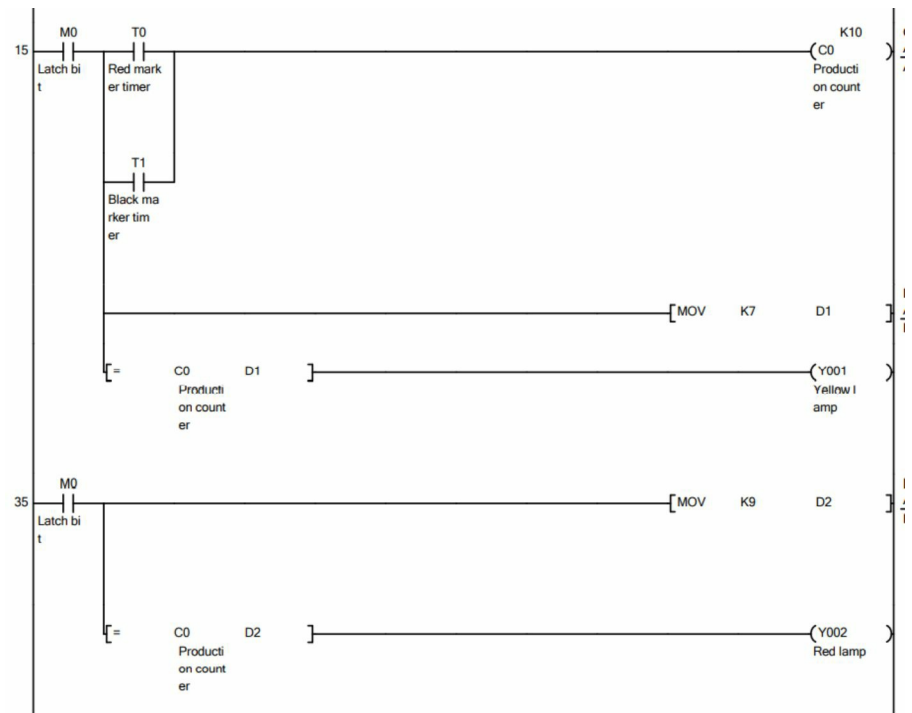 M0 T0 K10
15 C0
Latch bi Red mark Producti
t er timer on count
er
T1
Black ma
rker tim
er
MOV K7 D1
= C0 D1 Y001
Producti Yellow l
on count amp
er
M0
35 MOV K9 D2
Latch bi
t
= C0 D2 Y002
Producti Red lamp
on count
er